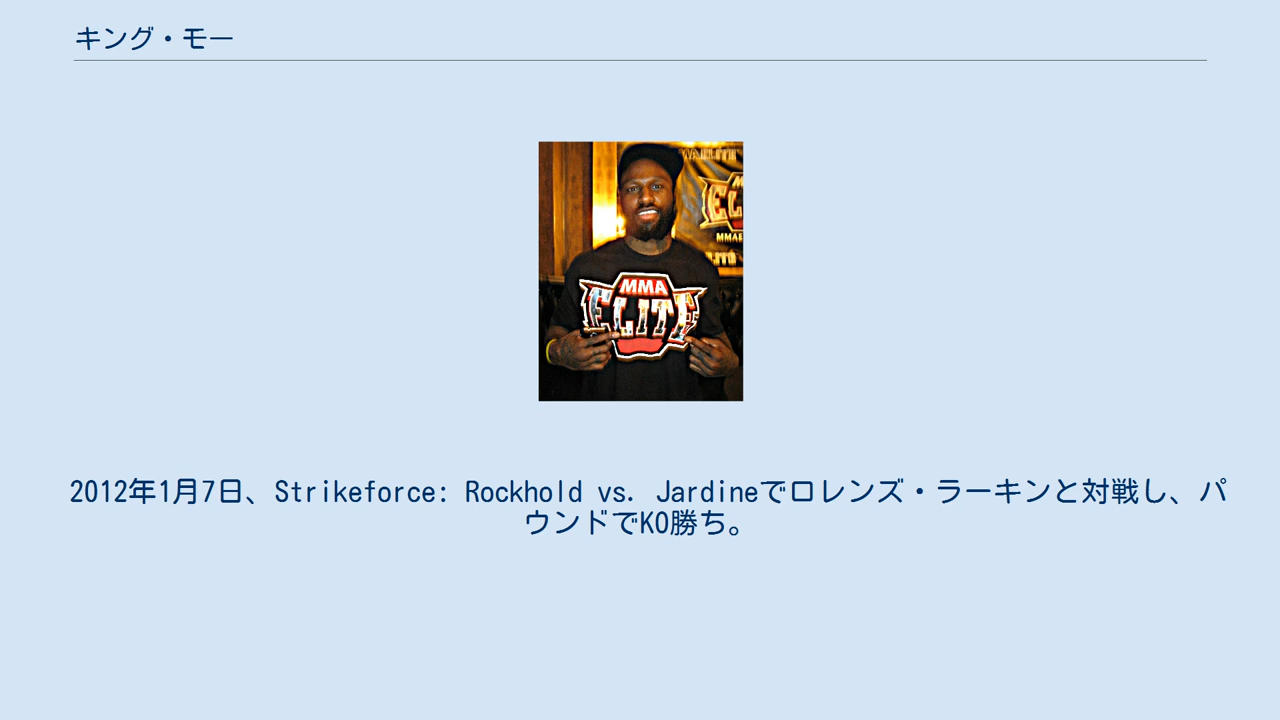 キング・モー
MMA
ELITE
2012年1月7日、Strikeforce: Rockhold vs. Jardineでロレンズ・ラーキンと対戦し、パ
ウンドでKO勝ち。